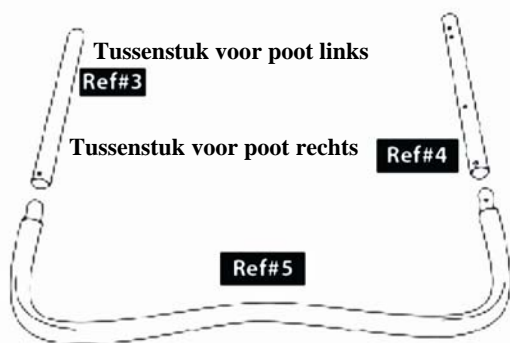 Tussenstuk voor poot links
Ref#3
Tussenstuk voor poot rechts
Ref#4
Ref#5